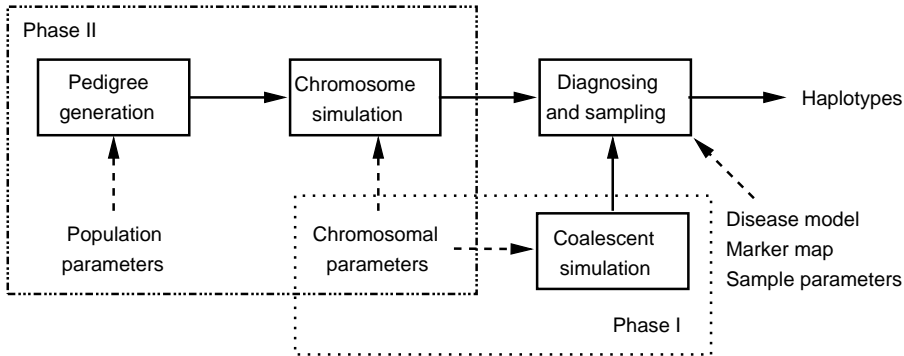 Phase II
Pedigree
generation
Chromosome
simulation
Diagnosing
and sampling
Haplotypes
Population
parameters
Chromosomal
parameters
Coalescent
simulation
Disease model
Marker map
Sample parameters
Phase I